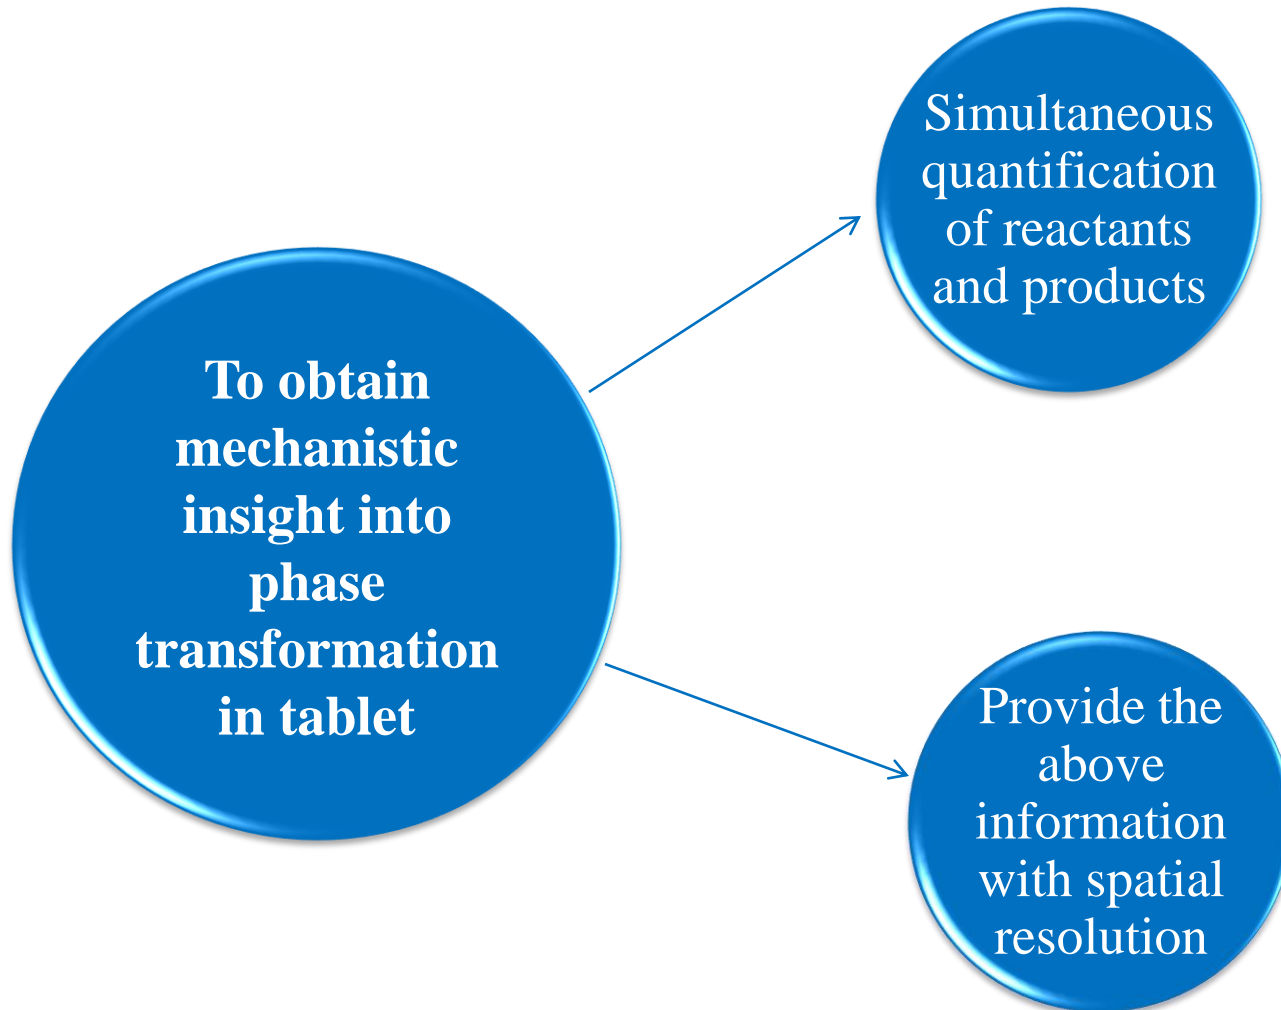 To obtain
mechanistic
insight into
phase
transformation
in tablet
Simultaneous
quantification
of reactants
and products
Provide the
above
information
with spatial
resolution